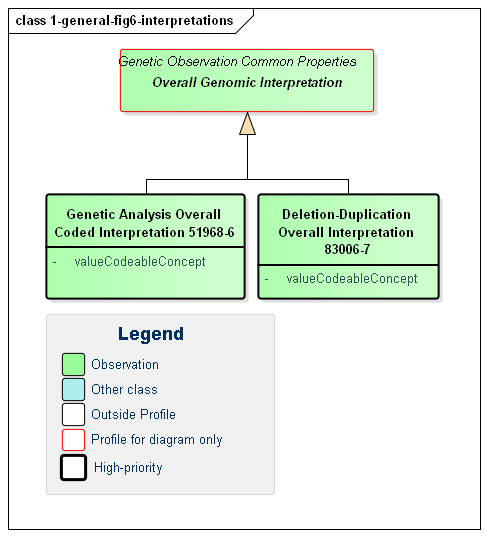 class 1-general-fig6-interpretations
Genetic Observation Common Properties
Overall Genomic Interpretation
Genetic Analysis Overall
Coded Interpretation 51968-6
- valueCodeableConcept
Deletion-Duplication
Overall Interpretation
83006-7
- valueCodeableConcept
Legend
Observation
Other class
Outside Profile
Profile for diagram only
High-priority